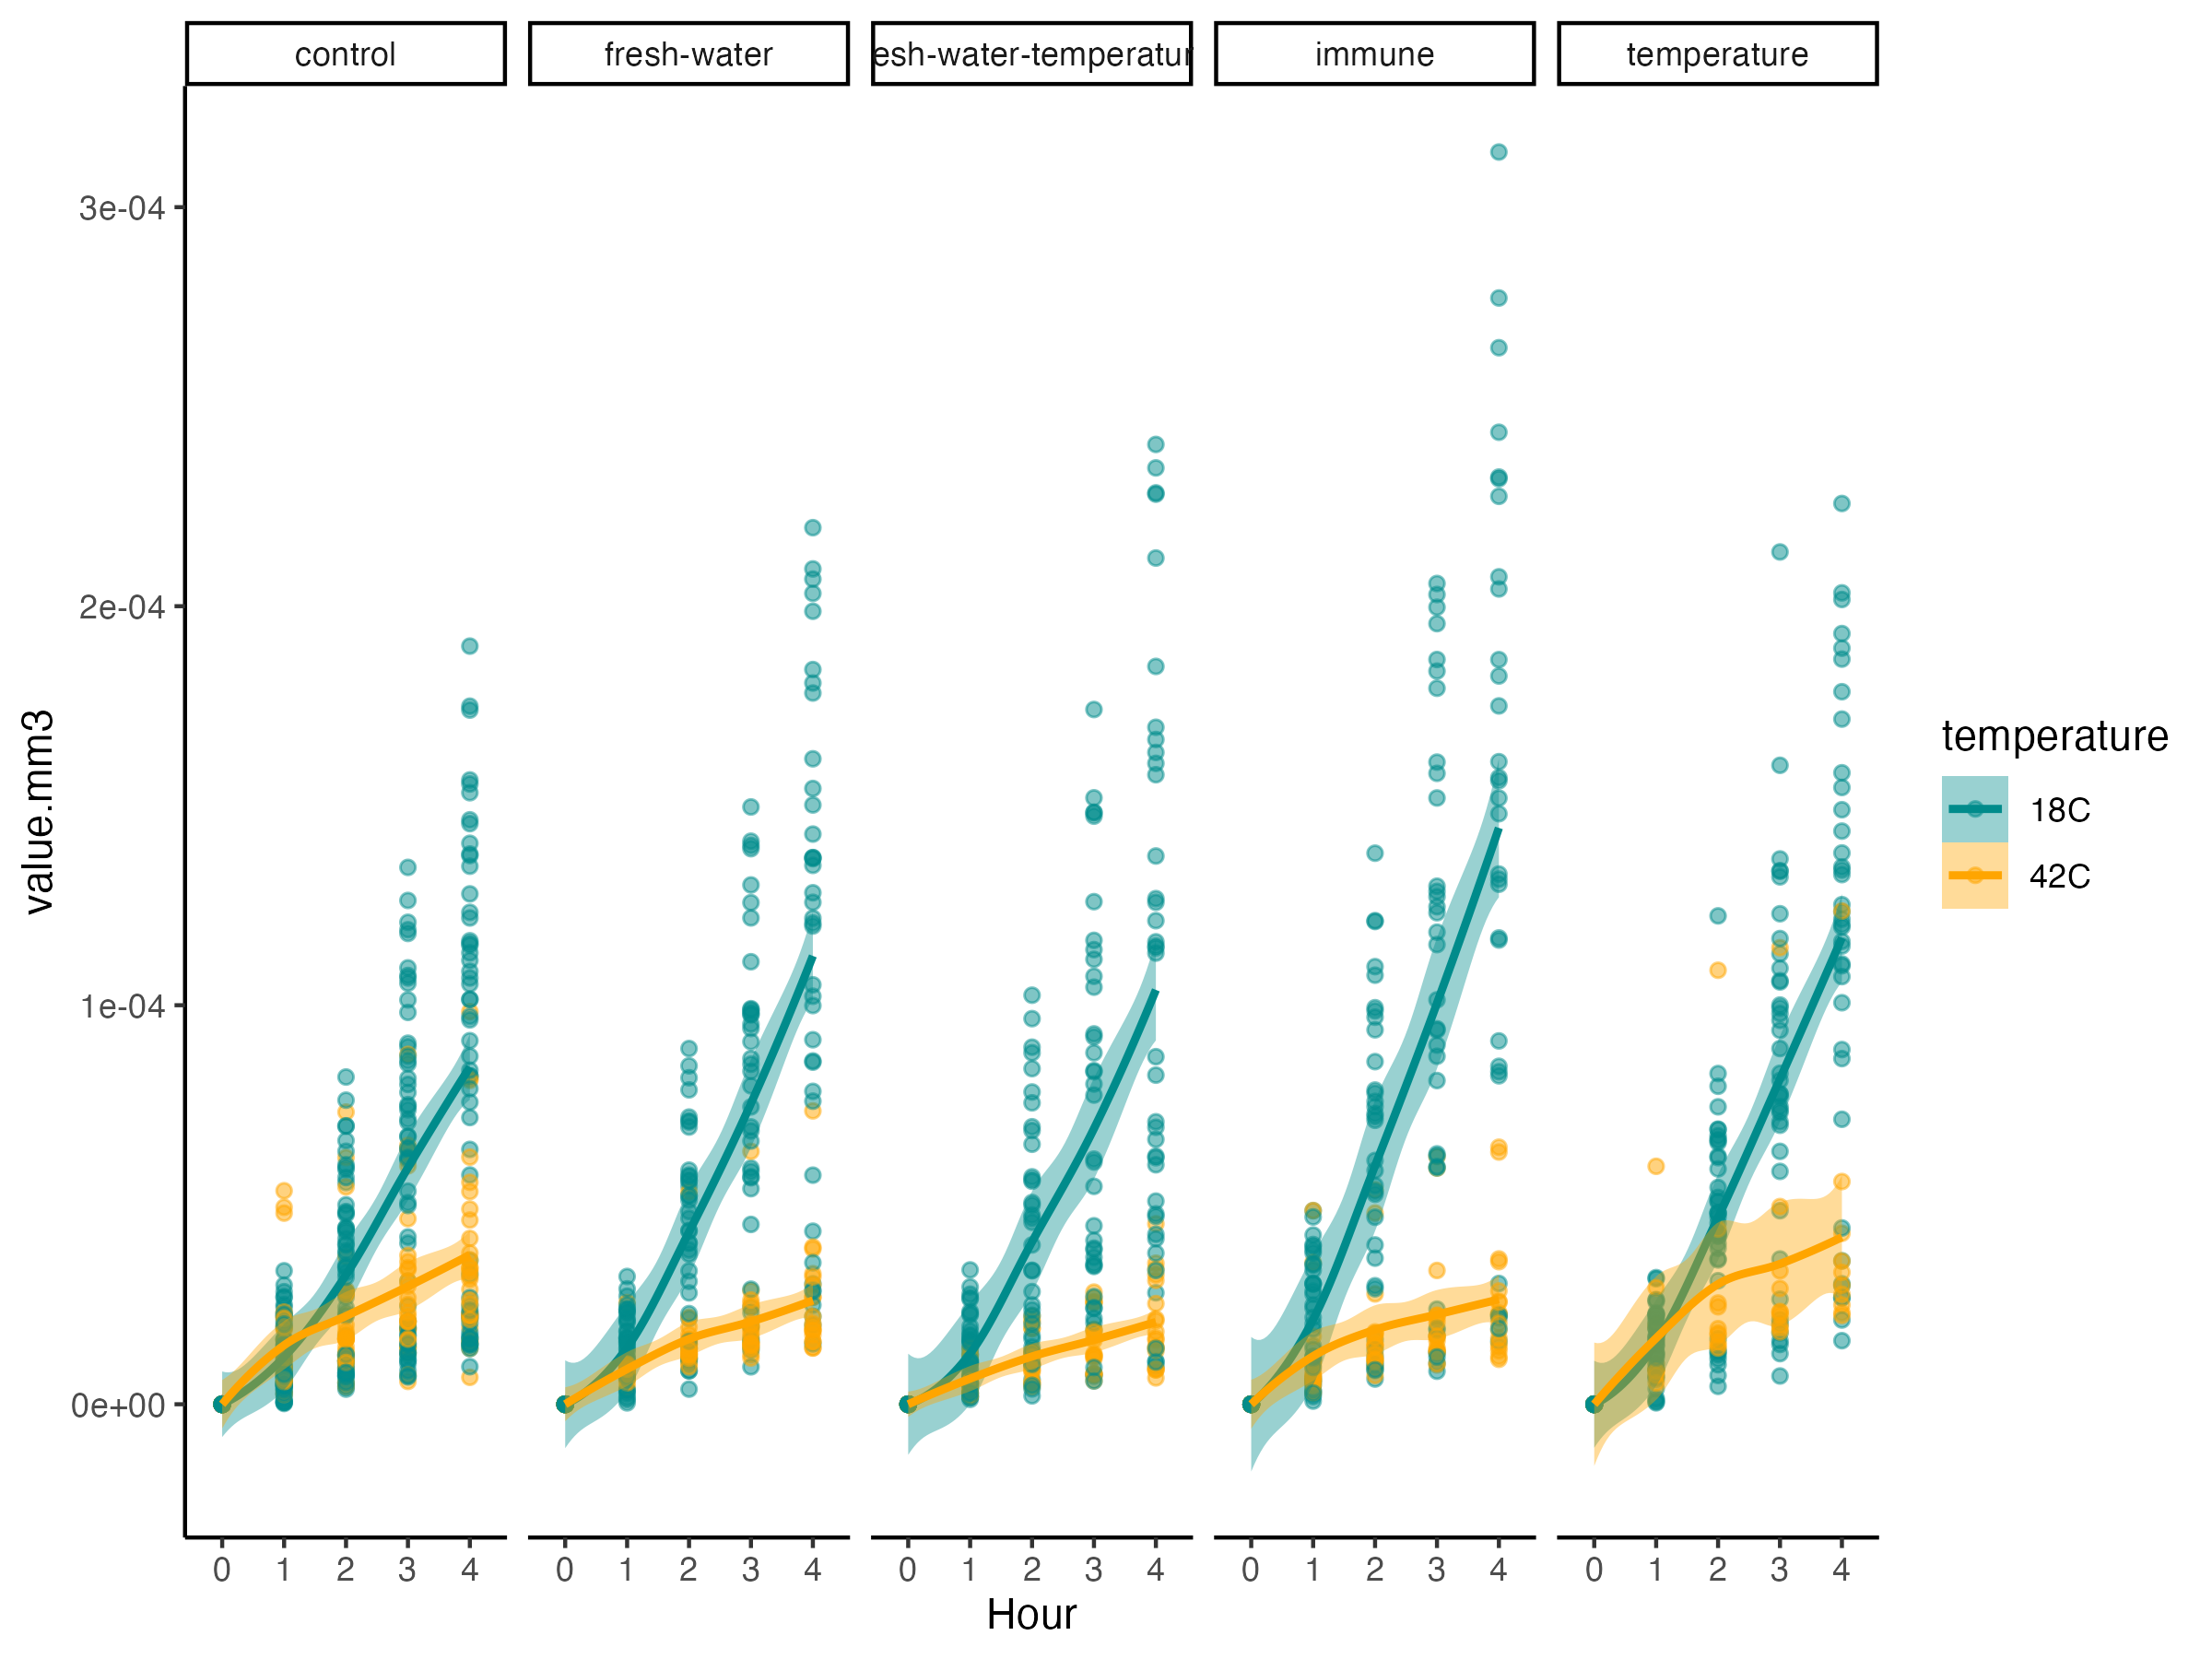 control fresh-water esh-water-temperatur immune temperature
3e-04
2e-04
1e-04
0e+00
value.mm3
0 1 2 3 4 0 1 2 3 4 0 1 2 3 4 0 1 2 3 4 0 1 2 3 4
Hour
temperature
18C
42C